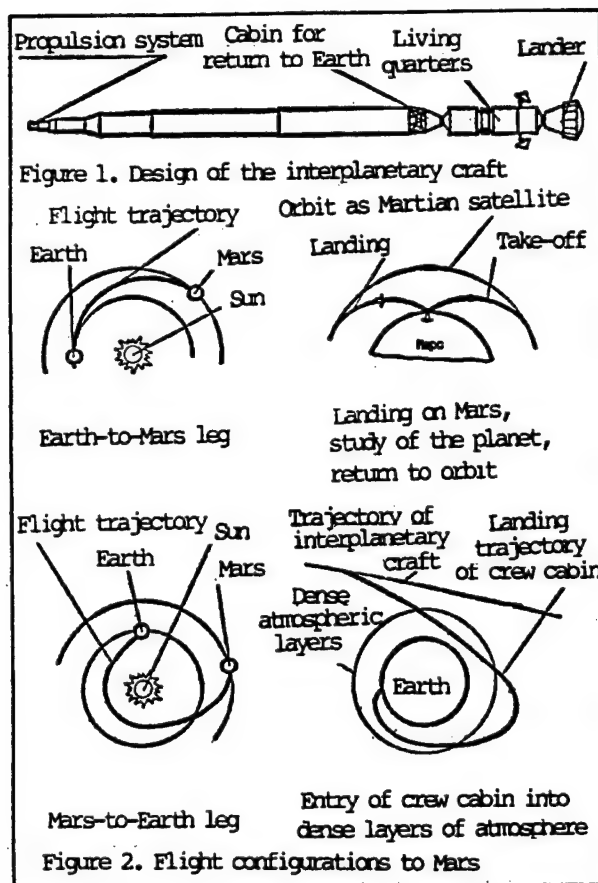 Propulsion system
Cabin for
return to Earth
Living
quarters
Lander
Figure 1. Design of the interplanetary craft
Flight trajectory
Earth
Mars
Sun
Earth-to-Mars leg
Orbit as Martian satellite
Landing
Take-off
Марс
Landing on Mars,
study of the planet,
return to orbit
Flight trajectory
Sun
Earth
Mars
Mars-to-Earth leg
Trajectory of
interplanetary
craft
Landing
trajectory
of crew cabin
Dense
atmospheric
layers
Earth
Entry of crew cabin into
dense layers of atmosphere
Figure 2. Flight configurations to Mars